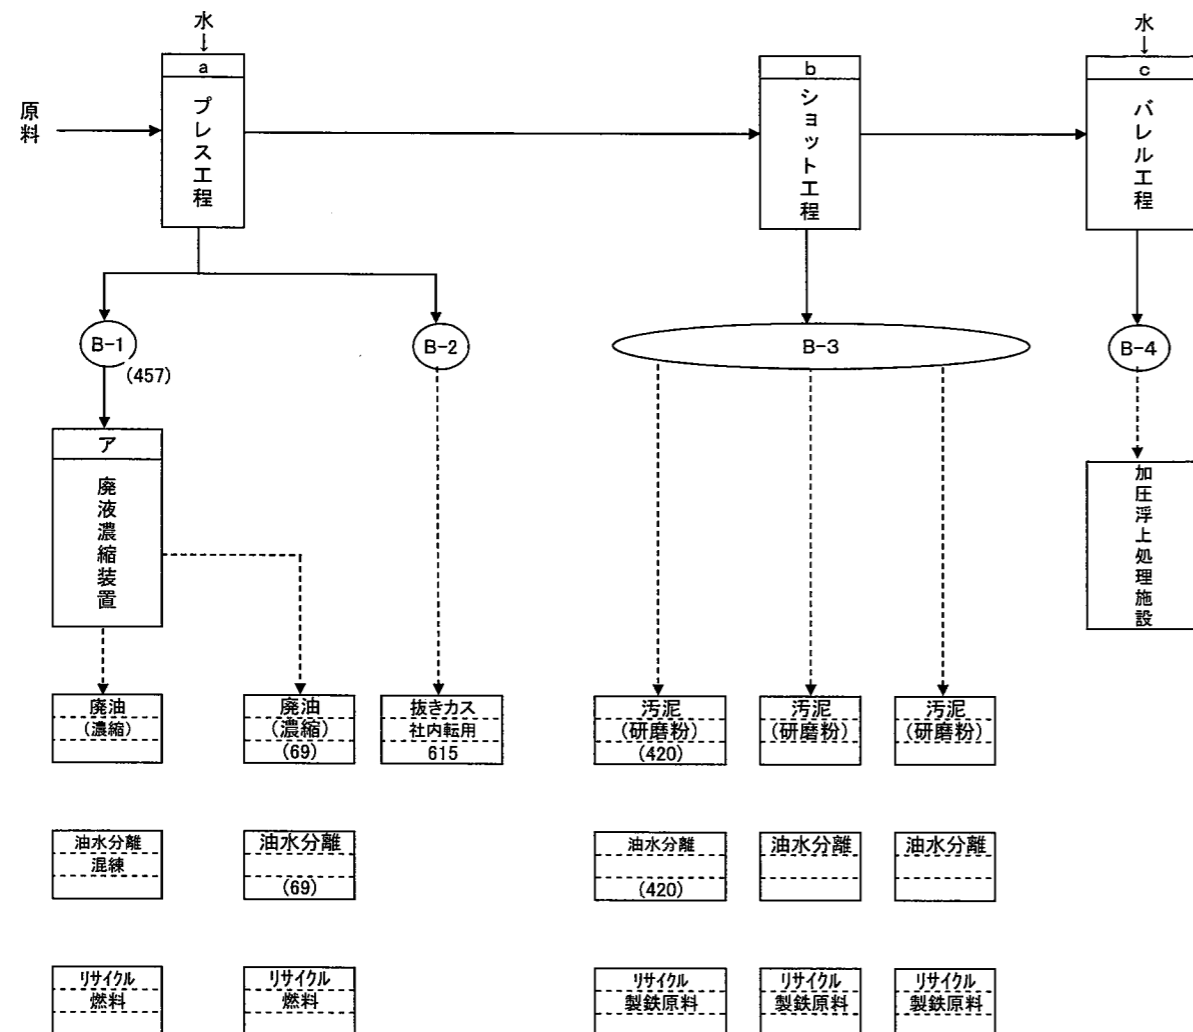 水
↓
a
プレス工程
原料
b
ショット工程
水
↓
c
バレル工程
B-1
(457)
B-2
B-3
B-4
ア
廃液濃縮装置
加圧浮上処理施設
廃油
(濃縮)
廃油
(濃縮)
(69)
抜きカス
社内転用
615
汚泥
(研磨粉)
(420)
汚泥
(研磨粉)
汚泥
(研磨粉)
油水分離
混練
油水分離
(69)
油水分離
(420)
油水分離
油水分離
リサイクル
燃料
リサイクル
燃料
リサイクル
製鉄原料
リサイクル
製鉄原料
リサイクル
製鉄原料